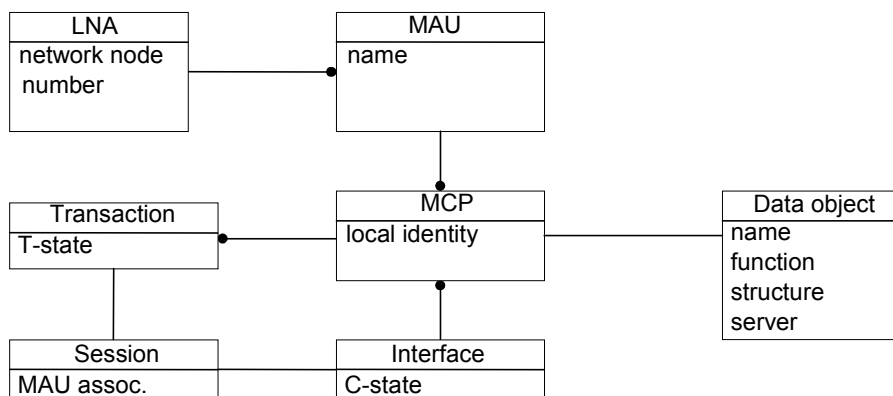 LNA
network node
number
MAU
name
Transaction
T-state
MCP
local identity
Data object
name
function
structure
server
Session
MAU assoc.
Interface
C-state